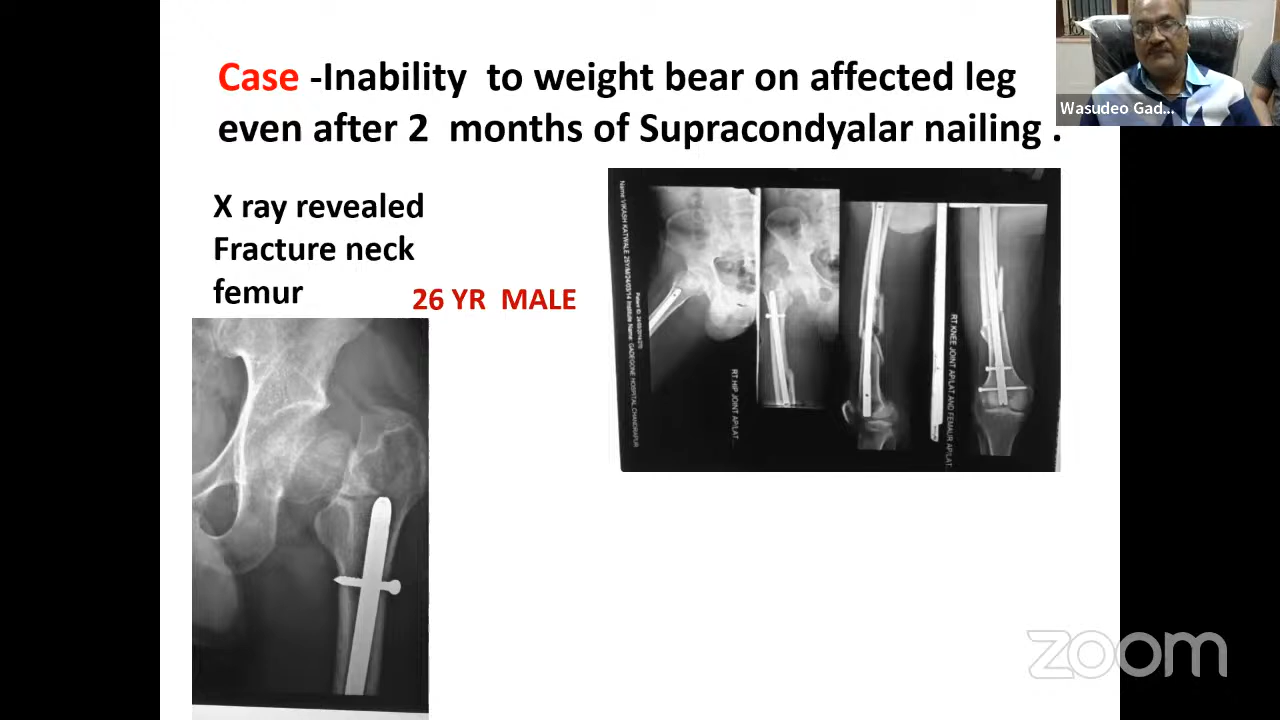 Case -Inability to weight bear on affected leg
even after 2 months of Supracondyalar nailing .
Wasudeo Gad...
X ray revealed
Fracture neck
femur
26 YR MALE
RT.HIP JOINT AP/LAT...
RT.KNEE JOINT AP/LAT AND FEMAUR AP/LAT.
zoom